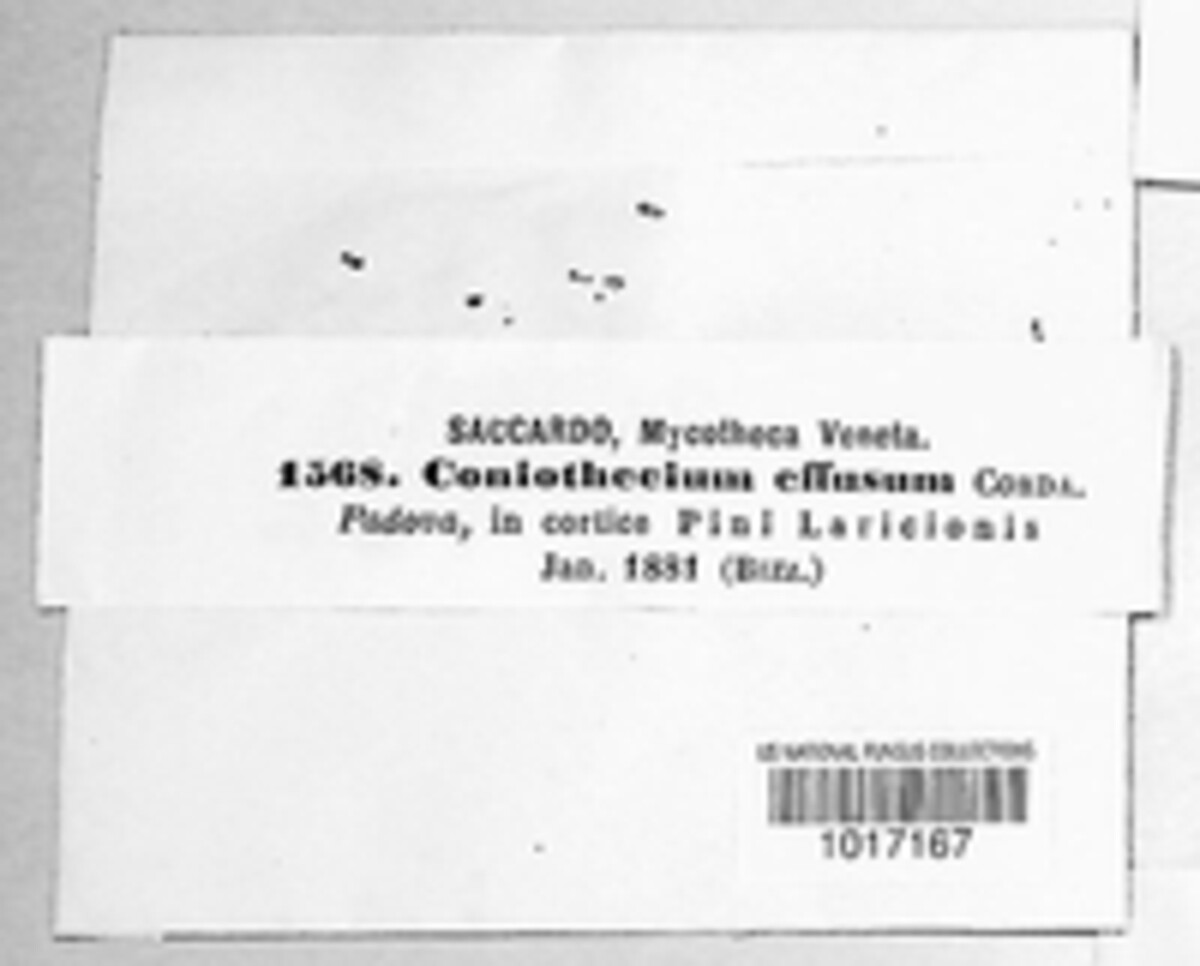 SACCARDO, Mycotheca Veneta.
1568. Coniothecium effusum CORDA.
Padova, in cortice Pini Laricionis
Jan. 1881 (Bizz.)
US NATIONAL FUNGUS COLLECTIONS
1017167